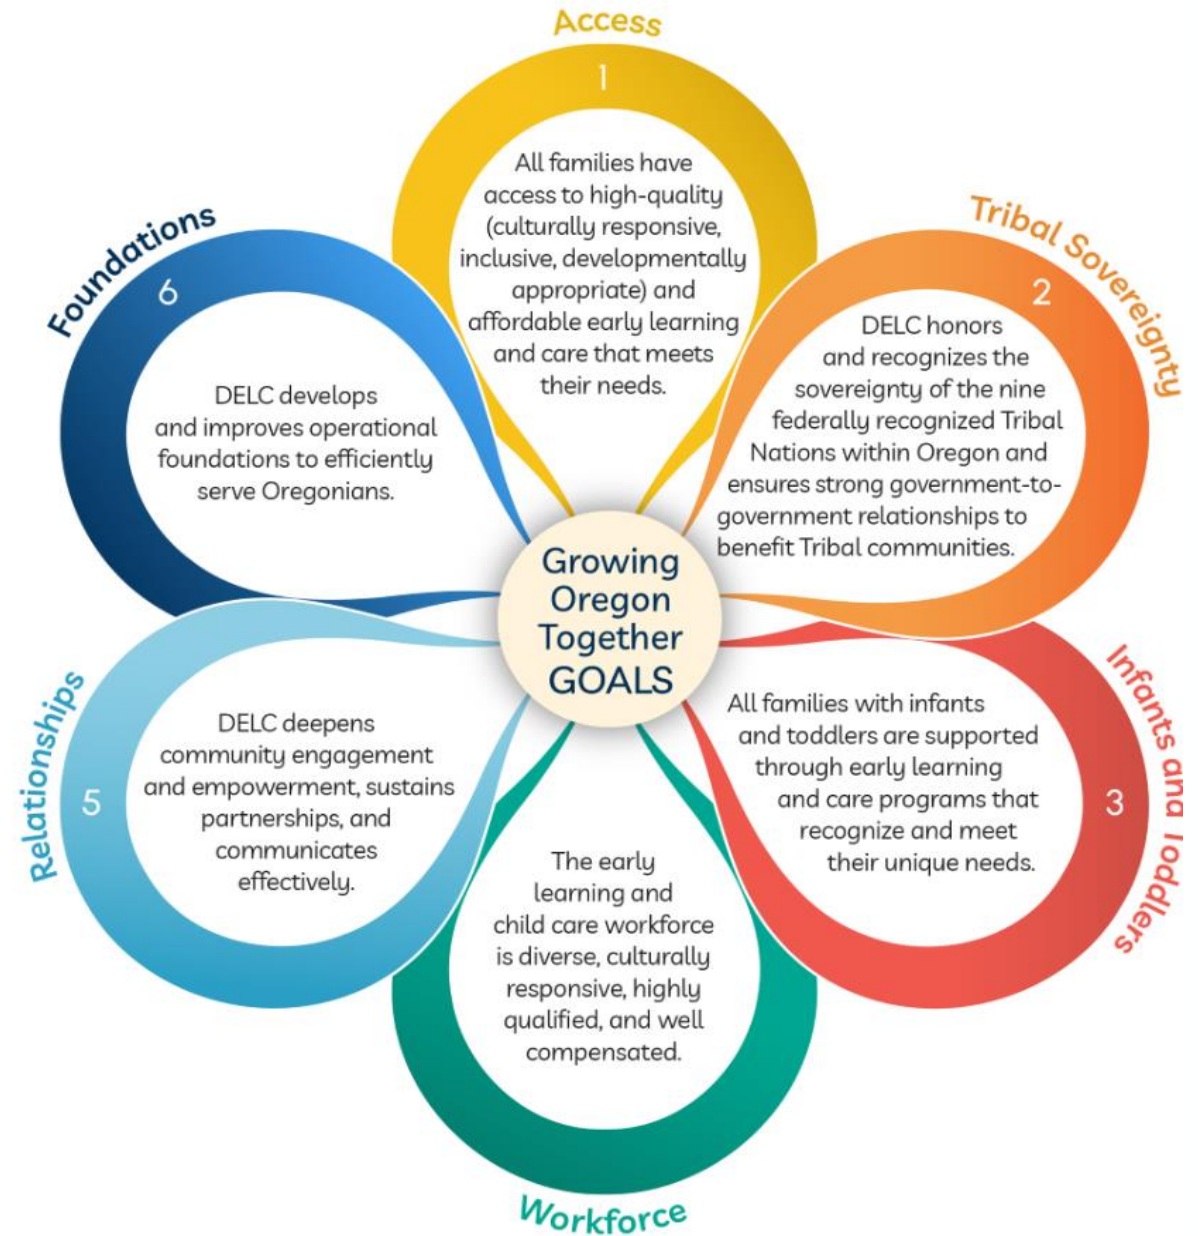 Access
1
All families have
access to high-quality
(culturally responsive,
inclusive, developmentally
appropriate) and
affordable early learning
and care that meets
their needs.
Tribal Sovereignty
2
DELC honors
and recognizes the
sovereignty of the nine
federally recognized Tribal
Nations within Oregon and
ensures strong government-to-
government relationships to
benefit Tribal communities.
Infants and Toddlers
3
All families with infants
and toddlers are supported
through early learning
and care programs that
recognize and meet
their unique needs.
The early
learning and
child care workforce
is diverse, culturally
responsive, highly
qualified, and well
compensated.
Workforce
Relationships
5
DELC deepens
community engagement
and empowerment, sustains
partnerships, and
communicates
effectively.
Foundations
6
DELC develops
and improves operational
foundations to efficiently
serve Oregonians.
Growing
Oregon
Together
GOALS